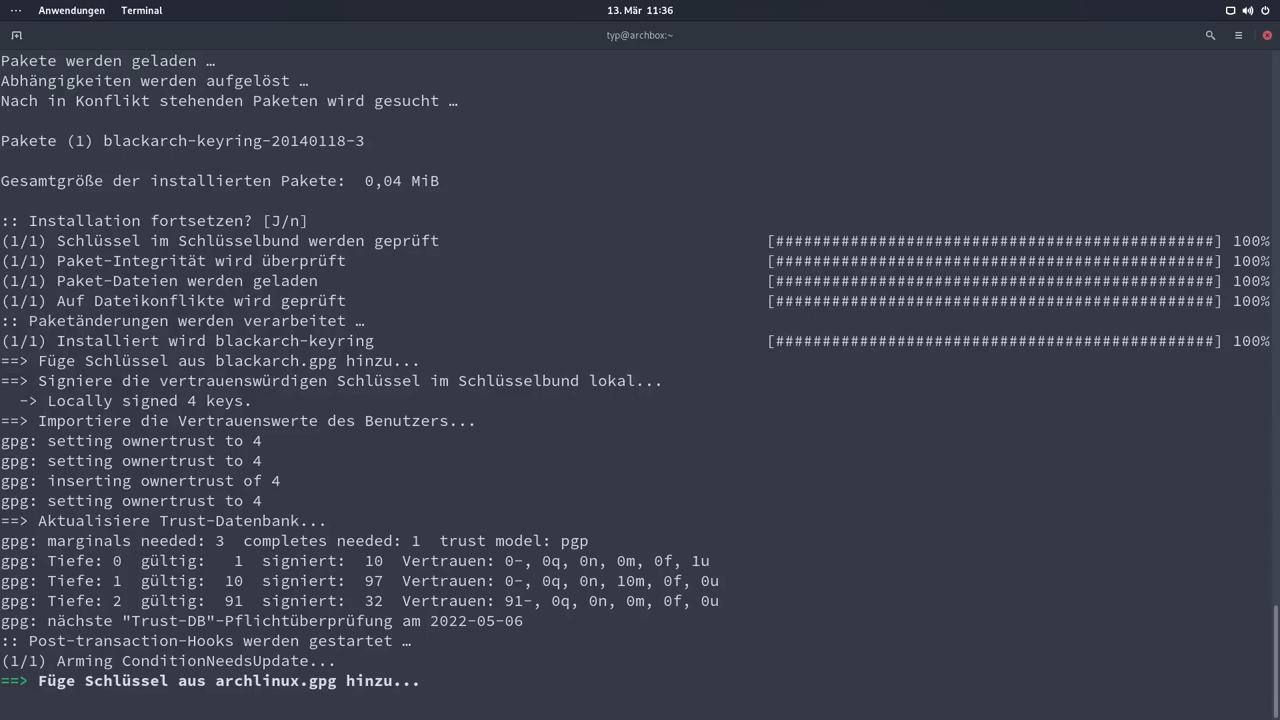 Anwendungen Terminal 13. Mär 11:36
typ@archbox:~
Pakete werden geladen …
Abhängigkeiten werden aufgelöst …
Nach in Konflikt stehenden Paketen wird gesucht …
Pakete (1) blackarch-keyring-20140118-3
Gesamtgröße der installierten Pakete:  0,04 MiB
:: Installation fortsetzen? [J/n]
(1/1) Schlüssel im Schlüsselbund werden geprüft [###############################################] 100%
(1/1) Paket-Integrität wird überprüft [###############################################] 100%
(1/1) Paket-Dateien werden geladen [###############################################] 100%
(1/1) Auf Dateikonflikte wird geprüft [###############################################] 100%
:: Paketänderungen werden verarbeitet …
(1/1) Installiert wird blackarch-keyring [###############################################] 100%
==> Füge Schlüssel aus blackarch.gpg hinzu...
==> Signiere die vertrauenswürdigen Schlüssel im Schlüsselbund lokal...
  -> Locally signed 4 keys.
==> Importiere die Vertrauenswerte des Benutzers...
gpg: setting ownertrust to 4
gpg: setting ownertrust to 4
gpg: inserting ownertrust of 4
gpg: setting ownertrust to 4
==> Aktualisiere Trust-Datenbank...
gpg: marginals needed: 3  completes needed: 1  trust model: pgp
gpg: Tiefe: 0  gültig:   1  signiert:  10  Vertrauen: 0-, 0q, 0n, 0m, 0f, 1u
gpg: Tiefe: 1  gültig:  10  signiert:  97  Vertrauen: 0-, 0q, 0n, 10m, 0f, 0u
gpg: Tiefe: 2  gültig:  91  signiert:  32  Vertrauen: 91-, 0q, 0n, 0m, 0f, 0u
gpg: nächste "Trust-DB"-Pflichtüberprüfung am 2022-05-06
:: Post-transaction-Hooks werden gestartet …
(1/1) Arming ConditionNeedsUpdate...
==> Füge Schlüssel aus archlinux.gpg hinzu...